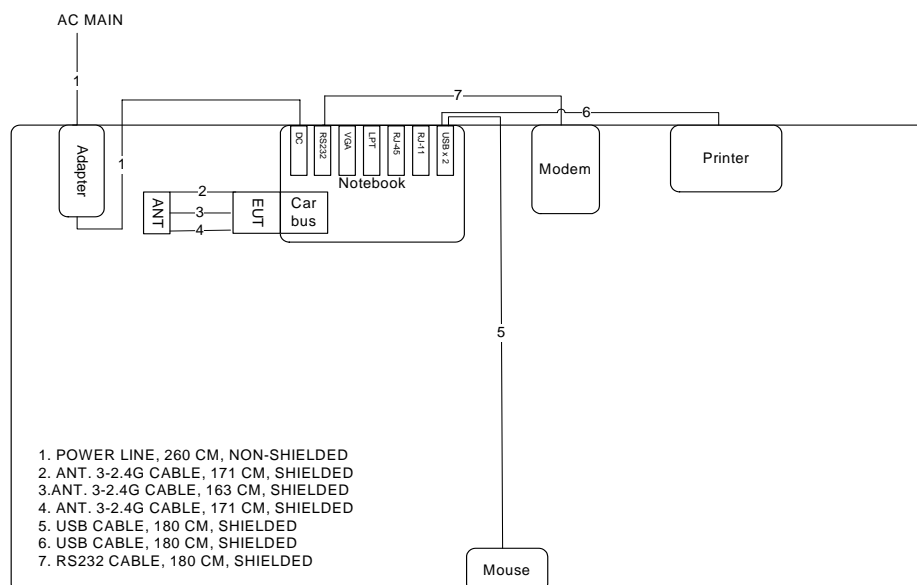 AC MAIN
1
7
6
Adapter
1
DC
RS232
VGA
LPT
RJ-45
RJ-11
USB x 2
Notebook
Modem
Printer
ANT
2
3
4
EUT
Car
bus
5
1. POWER LINE, 260 CM, NON-SHIELDED
2. ANT. 3-2.4G CABLE, 171 CM, SHIELDED
3.ANT. 3-2.4G CABLE, 163 CM, SHIELDED
4. ANT. 3-2.4G CABLE, 171 CM, SHIELDED
5. USB CABLE, 180 CM, SHIELDED
6. USB CABLE, 180 CM, SHIELDED
7. RS232 CABLE, 180 CM, SHIELDED
Mouse